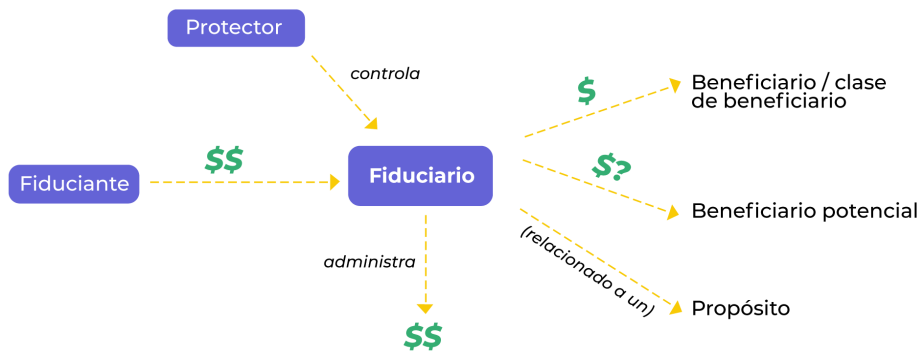 Protector
controla
$
Beneficiario / clase
de beneficiario
$$
Fiduciante
Fiduciario
$?
Beneficiario potencial
administra
(relacionado a un)
Propósito
$$